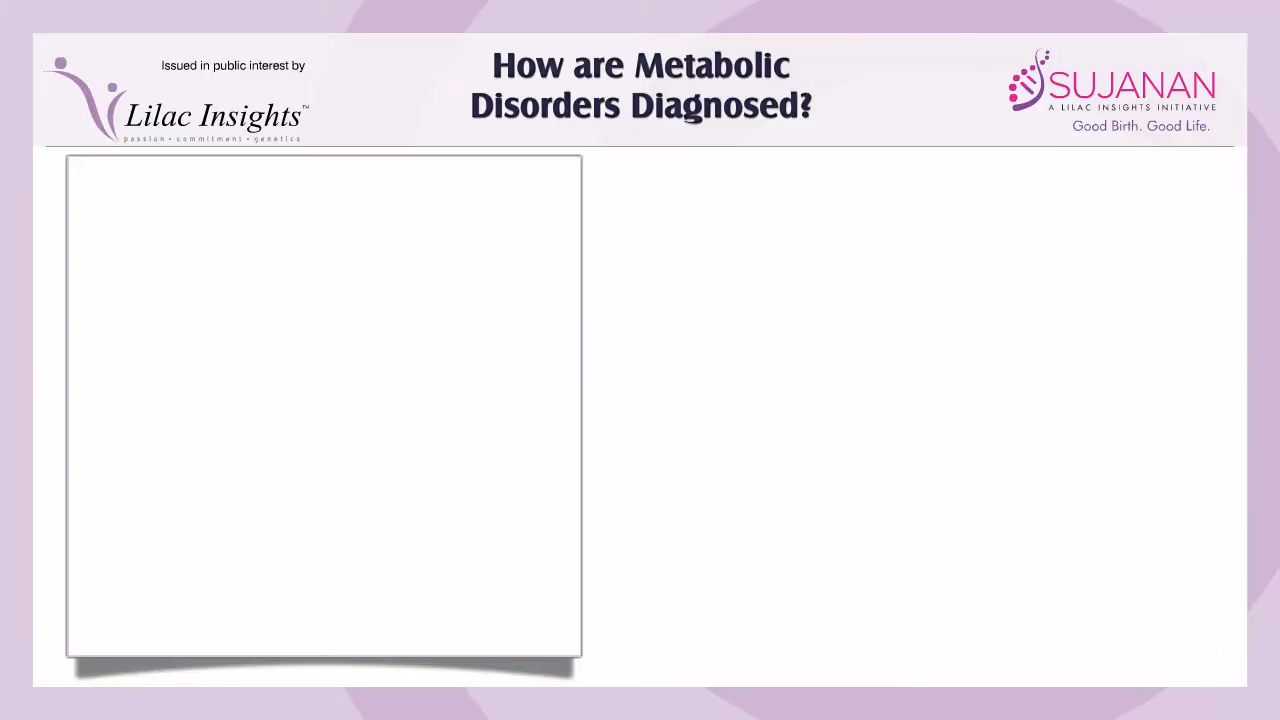 Issued in public interest by
Lilac Insights™
passion • commitment • genetics
How are Metabolic
Disorders Diagnosed?
SUJANAN
A LILAC INSIGHTS INITIATIVE
Good Birth. Good Life.